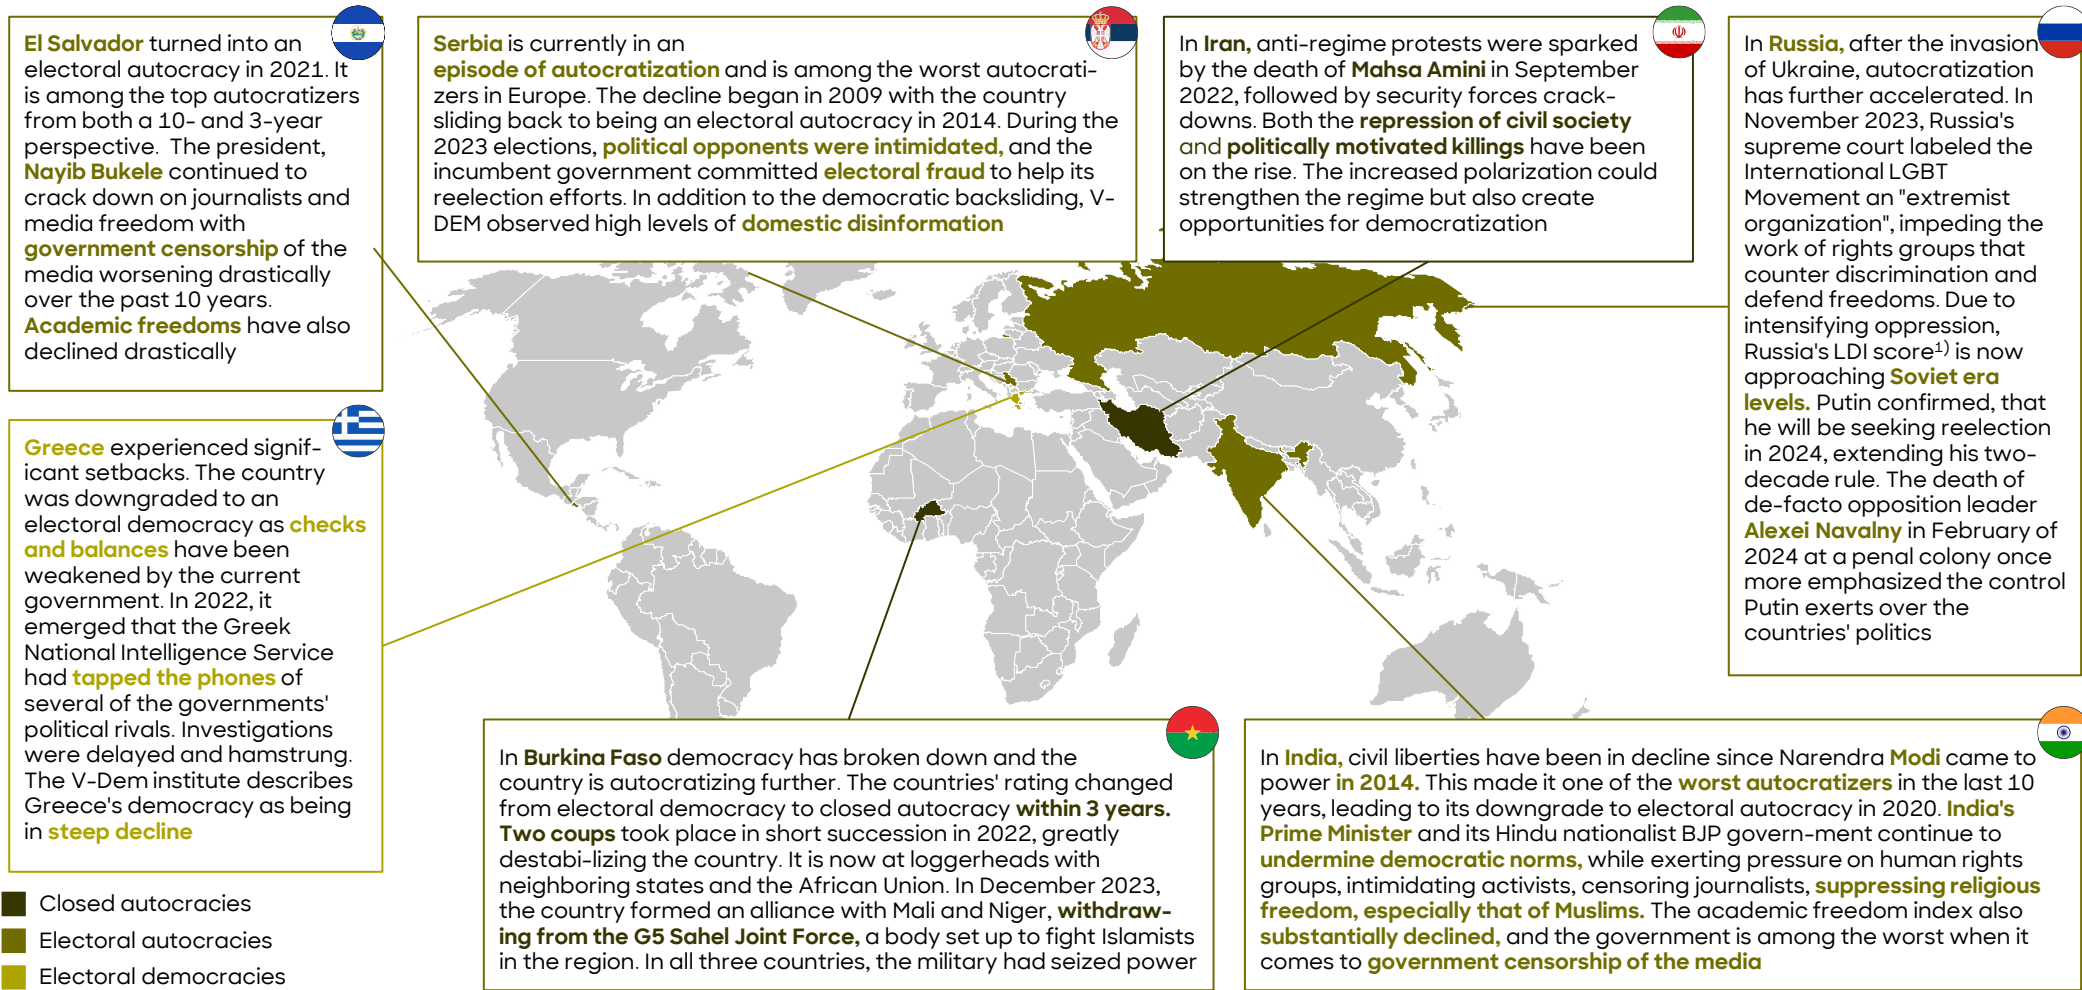 El Salvador turned into an
electoral autocracy in 2021. It
is among the top autocratizers
from both a 10- and 3-year
perspective. The president,
Nayib Bukele continued to
crack down on journalists and
media freedom with
government censorship of the
media worsening drastically
over the past 10 years.
Academic freedoms have also
declined drastically
Serbia is currently in an
episode of autocratization and is among the worst autocrati-
zers in Europe. The decline began in 2009 with the country
sliding back to being an electoral autocracy in 2014. During the
2023 elections, political opponents were intimidated, and the
incumbent government committed electoral fraud to help its
reelection efforts. In addition to the democratic backsliding, V-
DEM observed high levels of domestic disinformation
In Iran, anti-regime protests were sparked
by the death of Mahsa Amini in September
2022, followed by security forces crack-
downs. Both the repression of civil society
and politically motivated killings have been
on the rise. The increased polarization could
strengthen the regime but also create
opportunities for democratization
In Russia, after the invasion
of Ukraine, autocratization
has further accelerated. In
November 2023, Russia's
supreme court labeled the
International LGBT
Movement an "extremist
organization", impeding the
work of rights groups that
counter discrimination and
defend freedoms. Due to
intensifying oppression,
Russia's LDI score1) is now
approaching Soviet era
levels. Putin confirmed, that
he will be seeking reelection
in 2024, extending his two-
decade rule. The death of
de-facto opposition leader
Alexei Navalny in February of
2024 at a penal colony once
more emphasized the control
Putin exerts over the
countries' politics
Greece experienced signif-
icant setbacks. The country
was downgraded to an
electoral democracy as checks
and balances have been
weakened by the current
government. In 2022, it
emerged that the Greek
National Intelligence Service
had tapped the phones of
several of the governments'
political rivals. Investigations
were delayed and hamstrung.
The V-Dem institute describes
Greece's democracy as being
in steep decline
In Burkina Faso democracy has broken down and the
country is autocratizing further. The countries' rating changed
from electoral democracy to closed autocracy within 3 years.
Two coups took place in short succession in 2022, greatly
destabi-lizing the country. It is now at loggerheads with
neighboring states and the African Union. In December 2023,
the country formed an alliance with Mali and Niger, withdraw-
ing from the G5 Sahel Joint Force, a body set up to fight Islamists
in the region. In all three countries, the military had seized power
In India, civil liberties have been in decline since Narendra Modi came to
power in 2014. This made it one of the worst autocratizers in the last 10
years, leading to its downgrade to electoral autocracy in 2020. India's
Prime Minister and its Hindu nationalist BJP govern-ment continue to
undermine democratic norms, while exerting pressure on human rights
groups, intimidating activists, censoring journalists, suppressing religious
freedom, especially that of Muslims. The academic freedom index also
substantially declined, and the government is among the worst when it
comes to government censorship of the media
Closed autocracies
Electoral autocracies
Electoral democracies